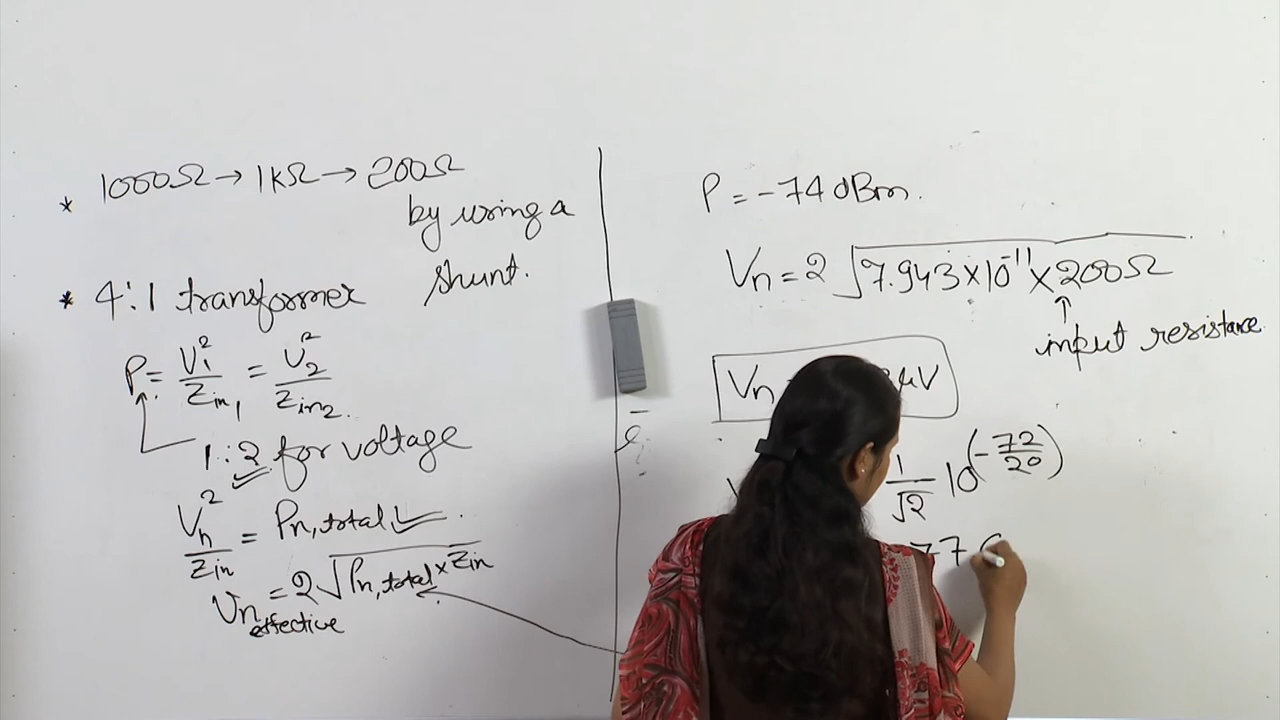 * 1000Ω → 1kΩ → 200Ω
by using a
shunt.
* 4:1 transformer
P = V₁²/Zin₁ = V₂²/Zin₂.
1:2 for voltage
Vn²/Zin = Pn,total ✓.
Vn effective = 2√(Pn,total × Zin)
P = -74 dBm.
Vn = 2 √(7.943×10⁻¹¹ × 200Ω)
↑
input resistance
Vn μV
1/√2 10^(-72/20)
77